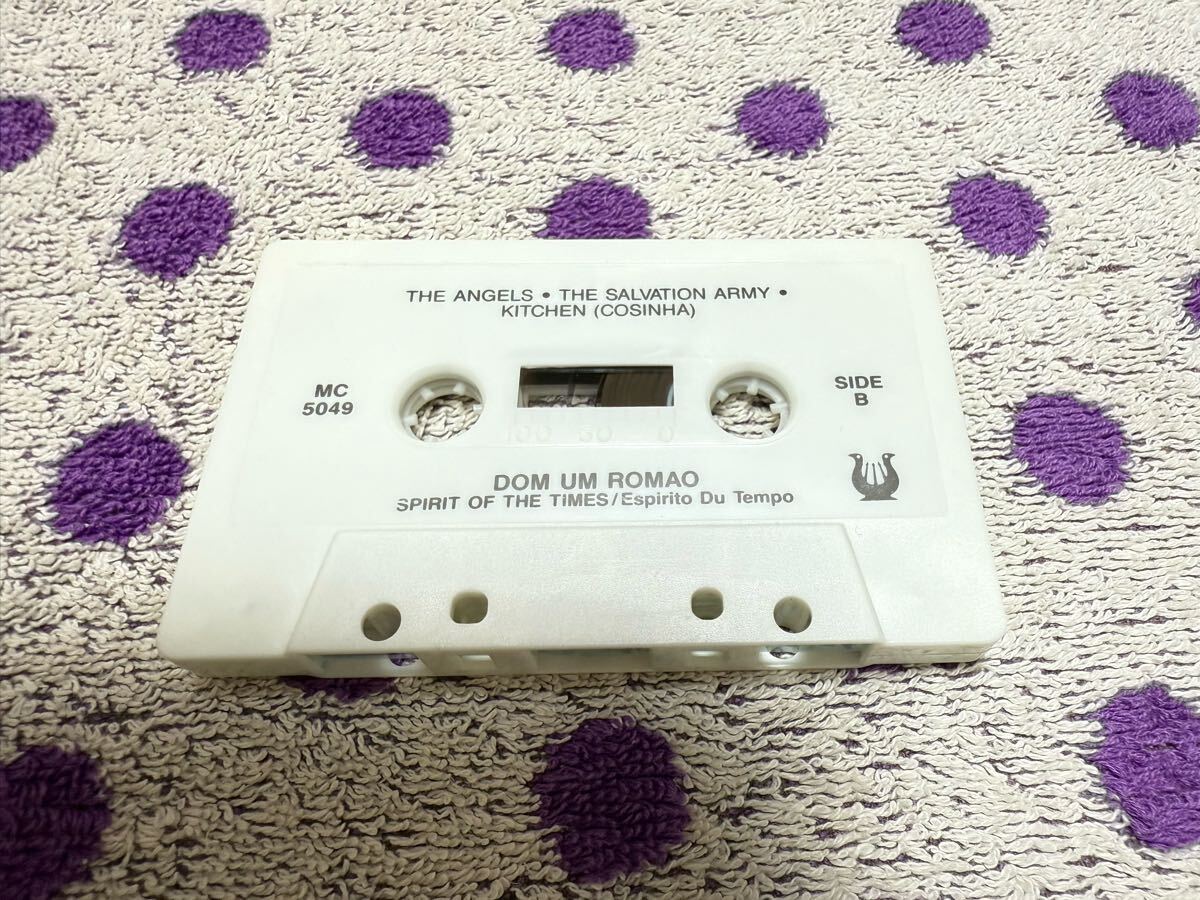 THE ANGELS • THE SALVATION ARMY •
KITCHEN (COSINHA)
MC
5049
SIDE
B
100 50 0
DOM UM ROMAO
SPIRIT OF THE TIMES/Espirito Du Tempo